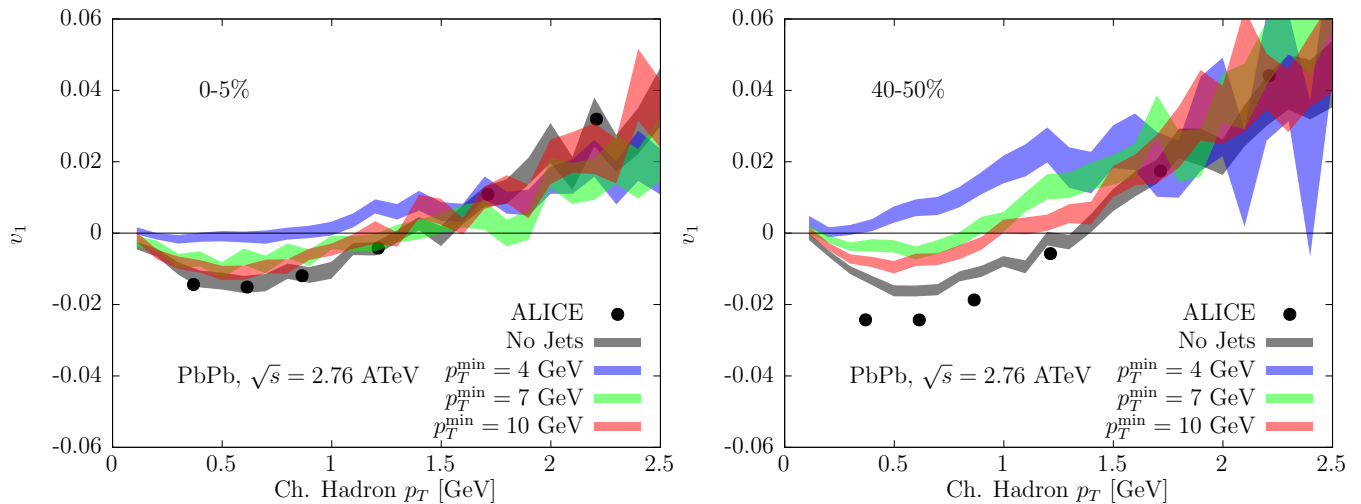 0.06
0.04
0.02
0
-0.02
-0.04
-0.06
v₁
0-5%
ALICE
No Jets
p_T^min = 4 GeV
p_T^min = 7 GeV
p_T^min = 10 GeV
PbPb, √s = 2.76 ATeV
0 0.5 1 1.5 2 2.5
Ch. Hadron p_T [GeV]
0.06
0.04
0.02
0
-0.02
-0.04
-0.06
v₁
40-50%
ALICE
No Jets
p_T^min = 4 GeV
p_T^min = 7 GeV
p_T^min = 10 GeV
PbPb, √s = 2.76 ATeV
0 0.5 1 1.5 2 2.5
Ch. Hadron p_T [GeV]